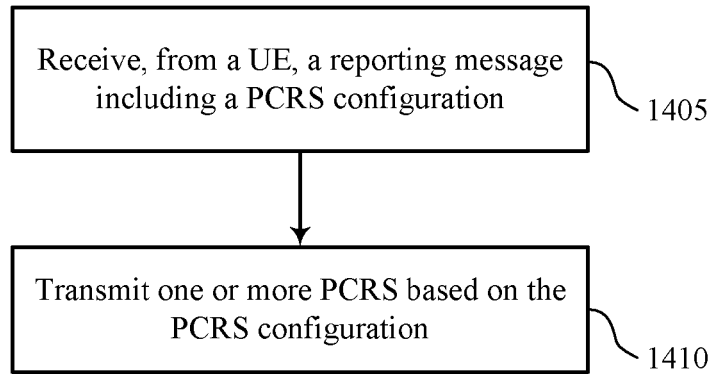 Receive, from a UE, a reporting message
including a PCRS configuration
1405
Transmit one or more PCRS based on the
PCRS configuration
1410